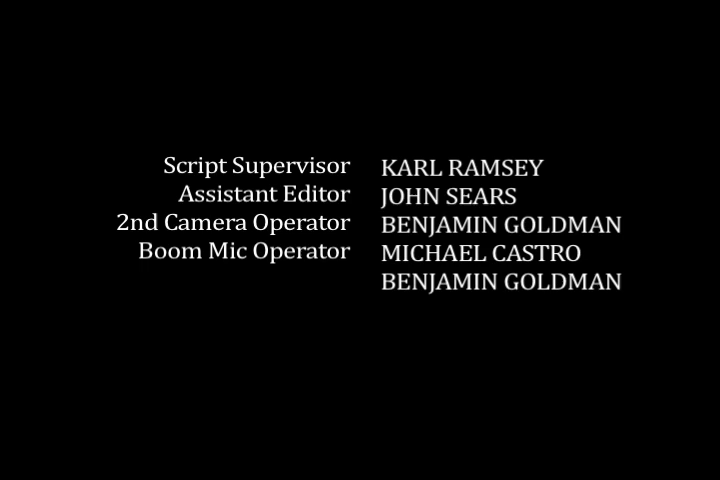 Script Supervisor KARL RAMSEY
Assistant Editor JOHN SEARS
2nd Camera Operator BENJAMIN GOLDMAN
Boom Mic Operator MICHAEL CASTRO
BENJAMIN GOLDMAN